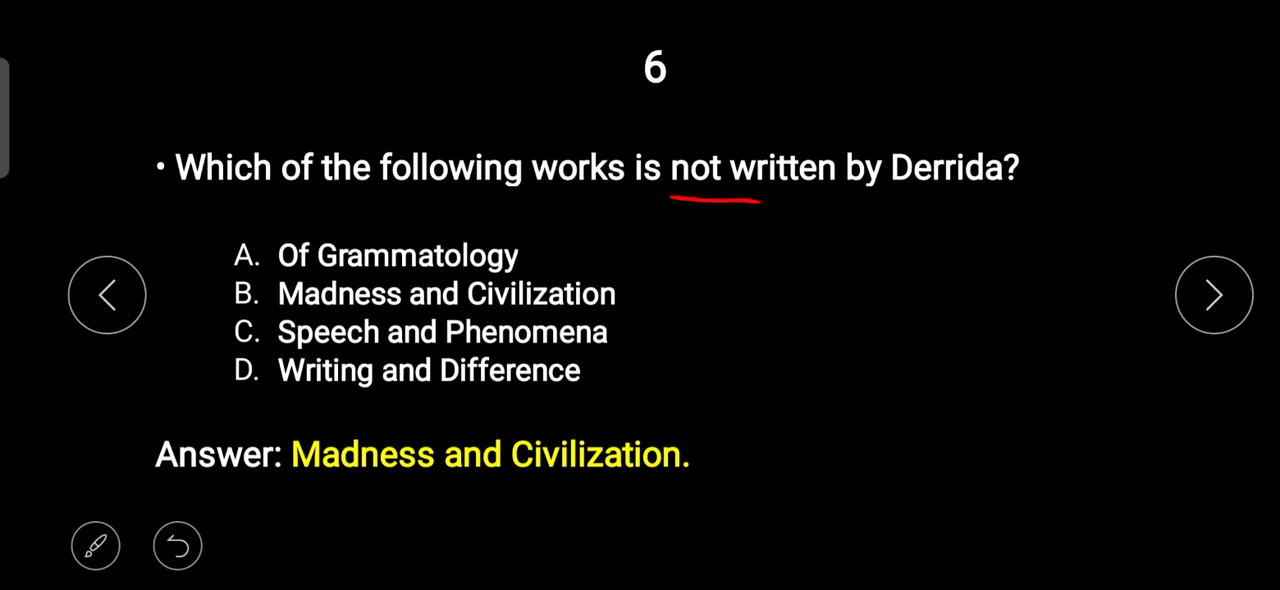 6
• Which of the following works is not written by Derrida?
A. Of Grammatology
B. Madness and Civilization
C. Speech and Phenomena
D. Writing and Difference
Answer: Madness and Civilization.